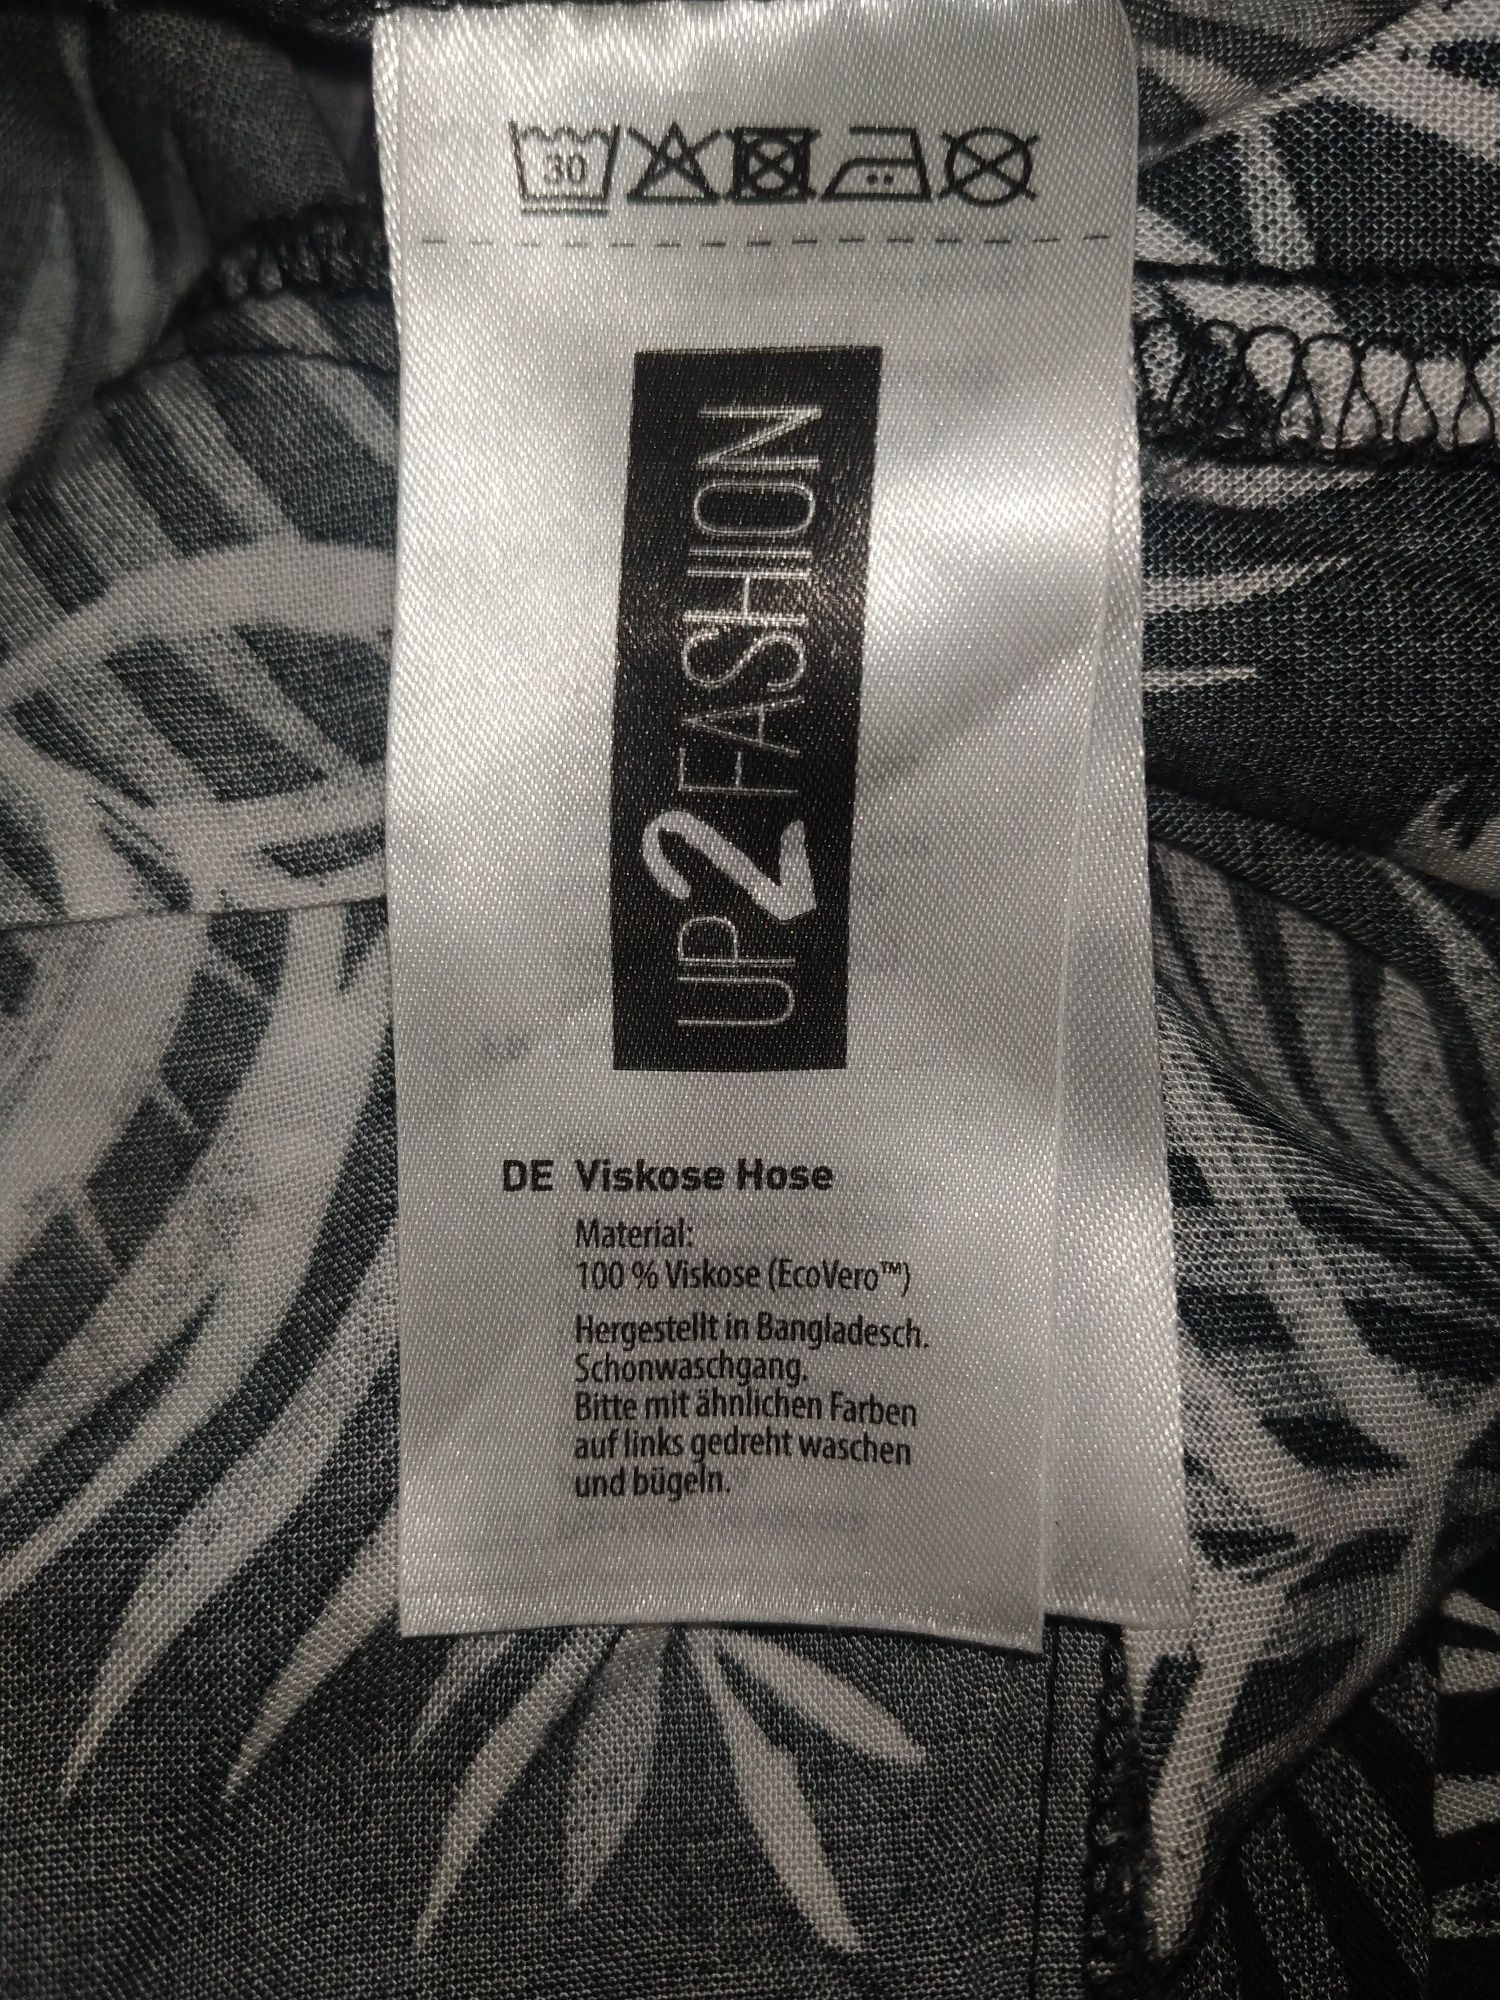 30
UP2FASHION
DE Viskose Hose
Material:
100 % Viskose (EcoVero™)
Hergestellt in Bangladesch.
Schonwaschgang.
Bitte mit ähnlichen Farben
auf links gedreht waschen
und bügeln.